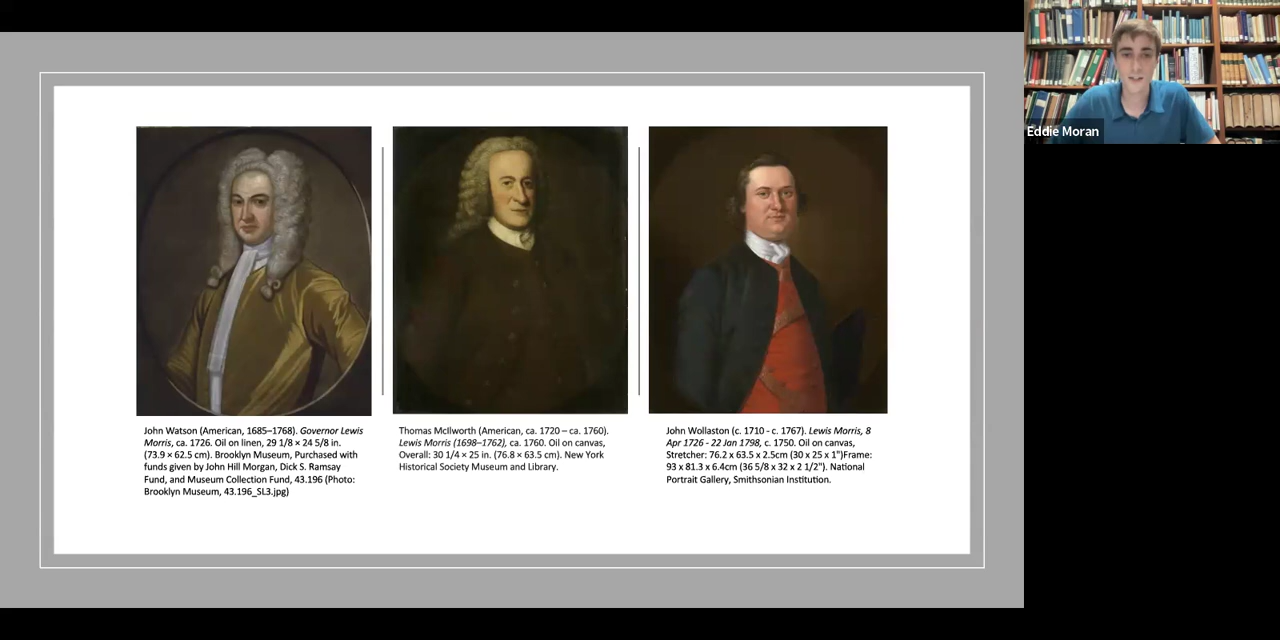 Eddie Moran
John Watson (American, 1685–1768). Governor Lewis
Morris, ca. 1726. Oil on linen, 29 1/8 × 24 5/8 in.
(73.9 × 62.5 cm). Brooklyn Museum, Purchased with
funds given by John Hill Morgan, Dick S. Ramsay
Fund, and Museum Collection Fund, 43.196 (Photo:
Brooklyn Museum, 43.196_SL3.jpg)
Thomas McIlworth (American, ca. 1720 – ca. 1760).
Lewis Morris (1698–1762), ca. 1760. Oil on canvas,
Overall: 30 1/4 × 25 in. (76.8 × 63.5 cm). New York
Historical Society Museum and Library.
John Wollaston (c. 1710 - c. 1767). Lewis Morris, 8
Apr 1726 - 22 Jan 1798, c. 1750. Oil on canvas,
Stretcher: 76.2 x 63.5 x 2.5cm (30 x 25 x 1")Frame:
93 x 81.3 x 6.4cm (36 5/8 x 32 x 2 1/2"). National
Portrait Gallery, Smithsonian Institution.